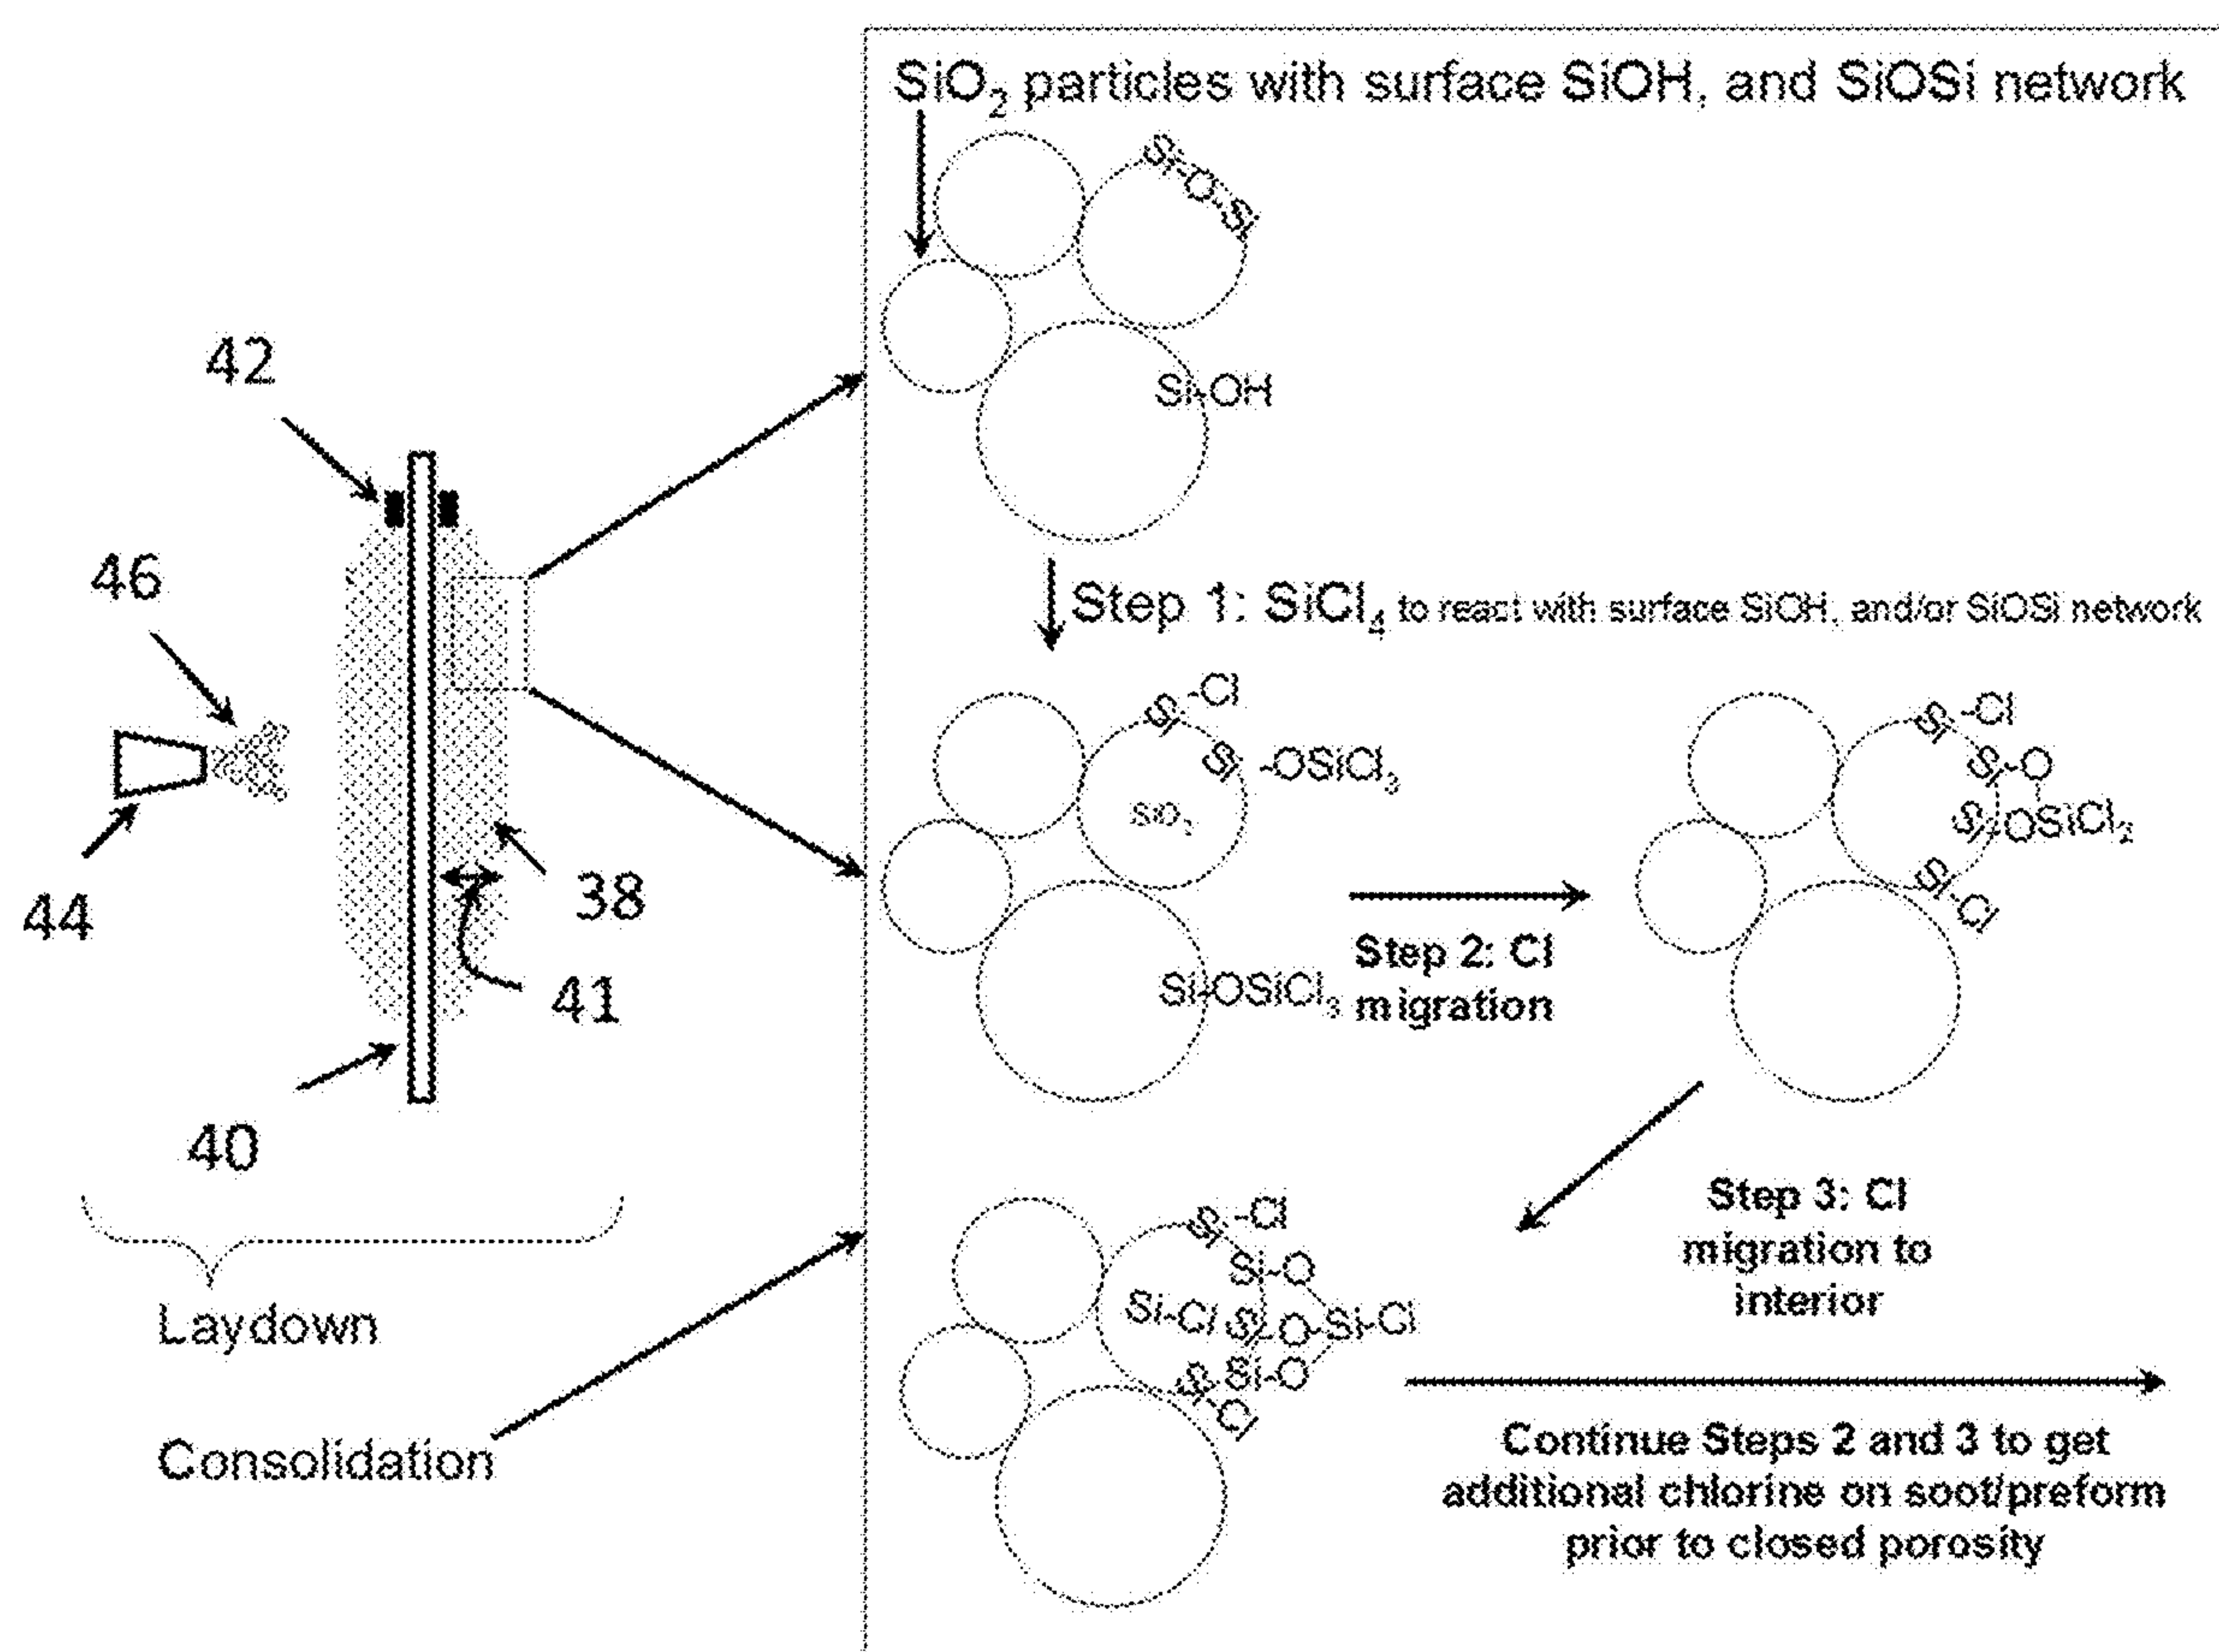 SiO₂ particles with surface SiOH, and SiOSi network
Si-O-Si
Si-OH
42
46
44
38
41
40
Laydown
Consolidation
Step 1: SiCl₄ to react with surface SiOH, and/or SiOSi network
Si-Cl
Si-OSiCl₃
SiO₂
Si-OSiCl₃
Step 2: Cl
migration
Si-Cl
Si-O
Si-OSiCl₂
Si-Cl
Step 3: Cl
migration to
interior
Si-Cl
Si-O
Si-Cl Si-O-Si-Cl
Si-O
Si-Cl
Continue Steps 2 and 3 to get
additional chlorine on soot/preform
prior to closed porosity